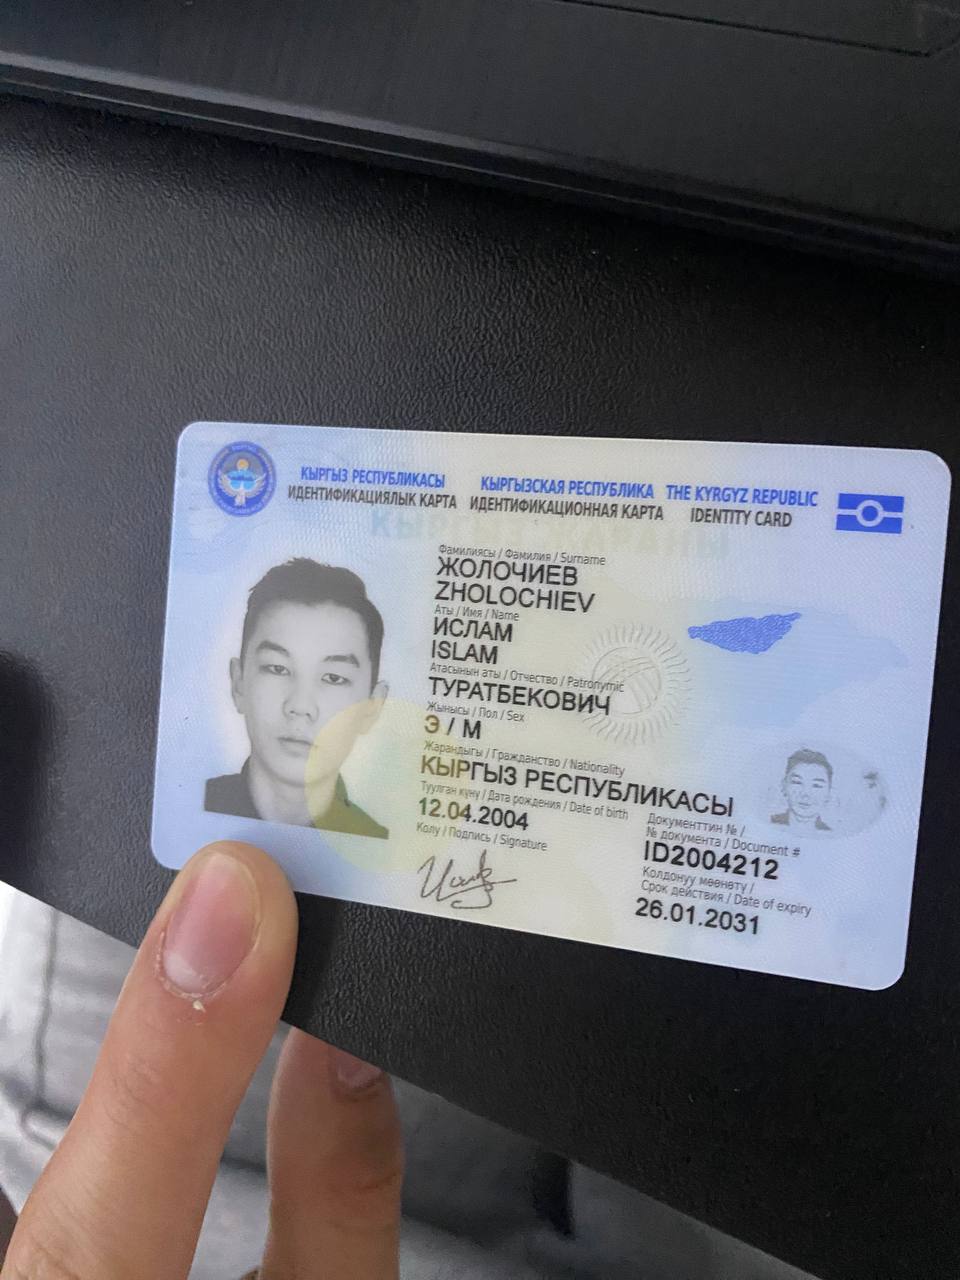 КЫРГЫЗ РЕСПУБЛИКАСЫ КЫРГЫЗСКАЯ РЕСПУБЛИКА THE KYRGYZ REPUBLIC
ИДЕНТИФИКАЦИЯЛЫК КАРТА ИДЕНТИФИКАЦИОННАЯ КАРТА IDENTITY CARD
Фамилиясы / Фамилия / Surname
ЖОЛОЧИЕВ
ZHOLOCHIEV
Аты / Имя / Name
ИСЛАМ
ISLAM
Атасынын аты / Отчество / Patronymic
ТУРАТБЕКОВИЧ
Жынысы / Пол / Sex
Э / М
Жарандыгы / Гражданство / Nationality
КЫРГЫЗ РЕСПУБЛИКАСЫ
Туулган күнү / Дата рождения / Date of birth
12.04.2004
Колу / Подпись / Signature
Документтин № /
№ документа / Document #
ID2004212
Колдонуу мөөнөтү /
Срок действия / Date of expiry
26.01.2031